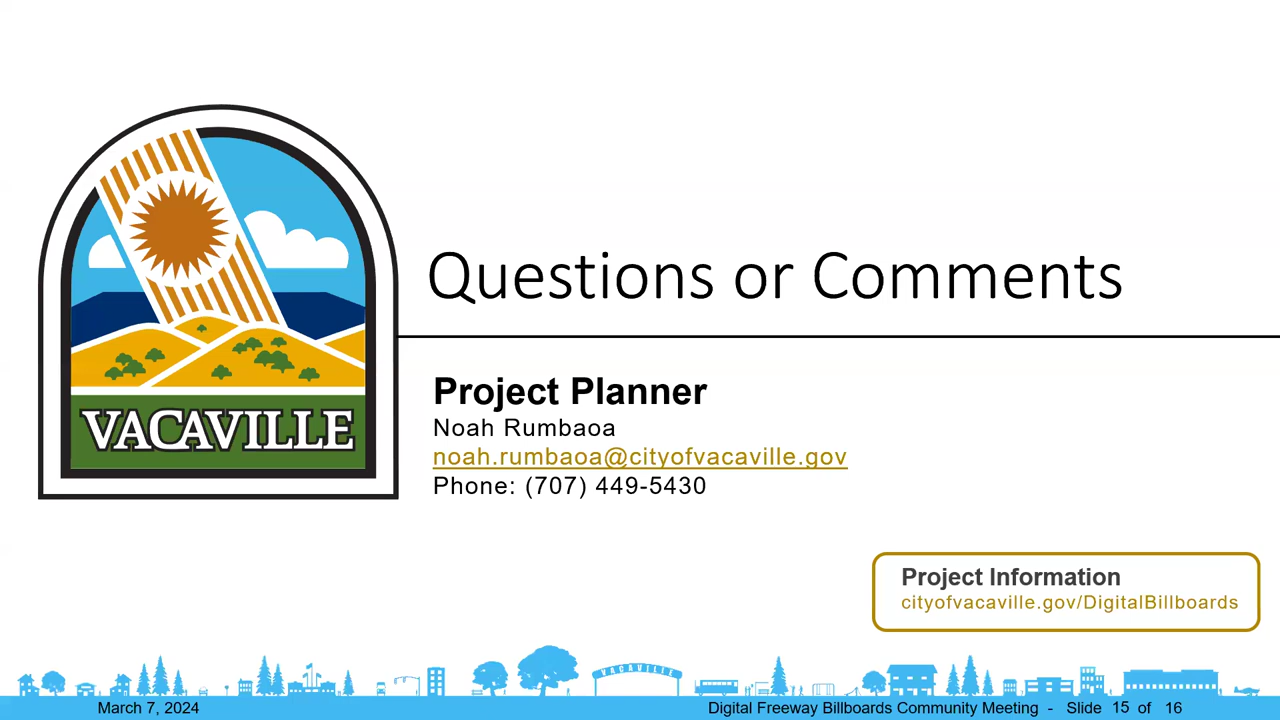 VACAVILLE
Questions or Comments
Project Planner
Noah Rumbaoa
noah.rumbaoa@cityofvacaville.gov
Phone: (707) 449-5430
Project Information
cityofvacaville.gov/DigitalBillboards
VACAVILLE
March 7, 2024
Digital Freeway Billboards Community Meeting - Slide 15 of 16